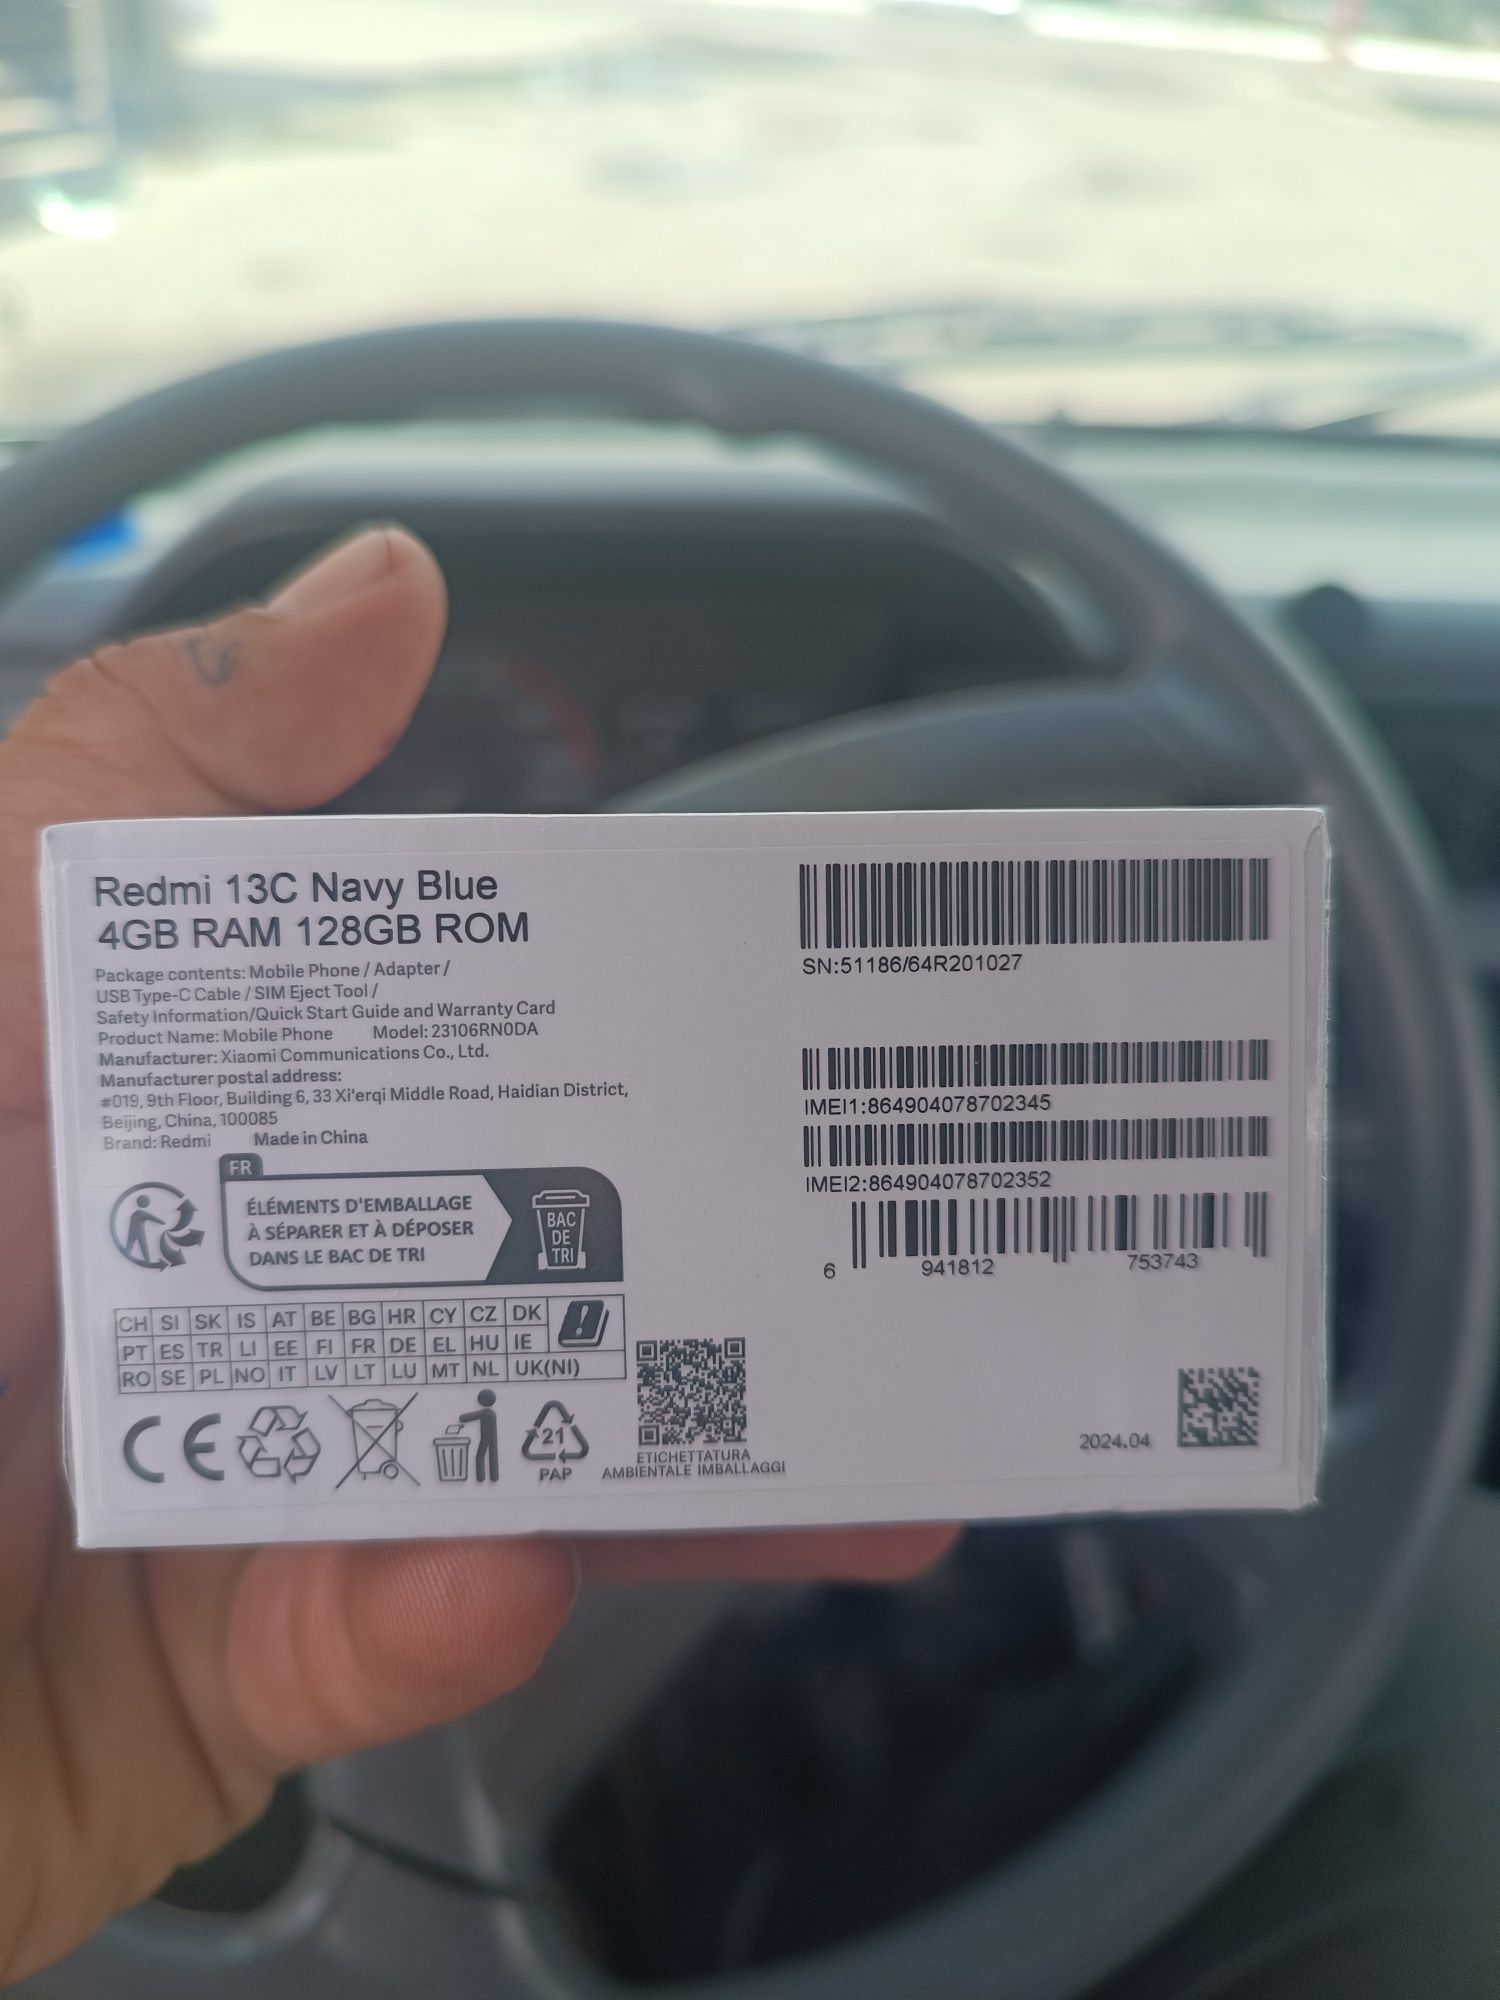 Redmi 13C Navy Blue
4GB RAM 128GB ROM
Package contents: Mobile Phone / Adapter /
USB Type-C Cable / SIM Eject Tool /
Safety Information/Quick Start Guide and Warranty Card
Product Name: Mobile Phone Model: 23106RN0DA
Manufacturer: Xiaomi Communications Co., Ltd.
Manufacturer postal address:
#019, 9th Floor, Building 6, 33 Xi'erqi Middle Road, Haidian District,
Beijing, China, 100085
Brand: Redmi Made in China
FR
ÉLÉMENTS D'EMBALLAGE
À SÉPARER ET À DÉPOSER
DANS LE BAC DE TRI
BAC
DE
TRI
CH SI SK IS AT BE BG HR CY CZ DK
PT ES TR LI EE FI FR DE EL HU IE
RO SE PL NO IT LV LT LU MT NL UK(NI)
CE
21
PAP
ETICHETTATURA
AMBIENTALE IMBALLAGGI
SN:51186/64R201027
IMEI1:864904078702345
IMEI2:864904078702352
6 941812 753743
2024.04